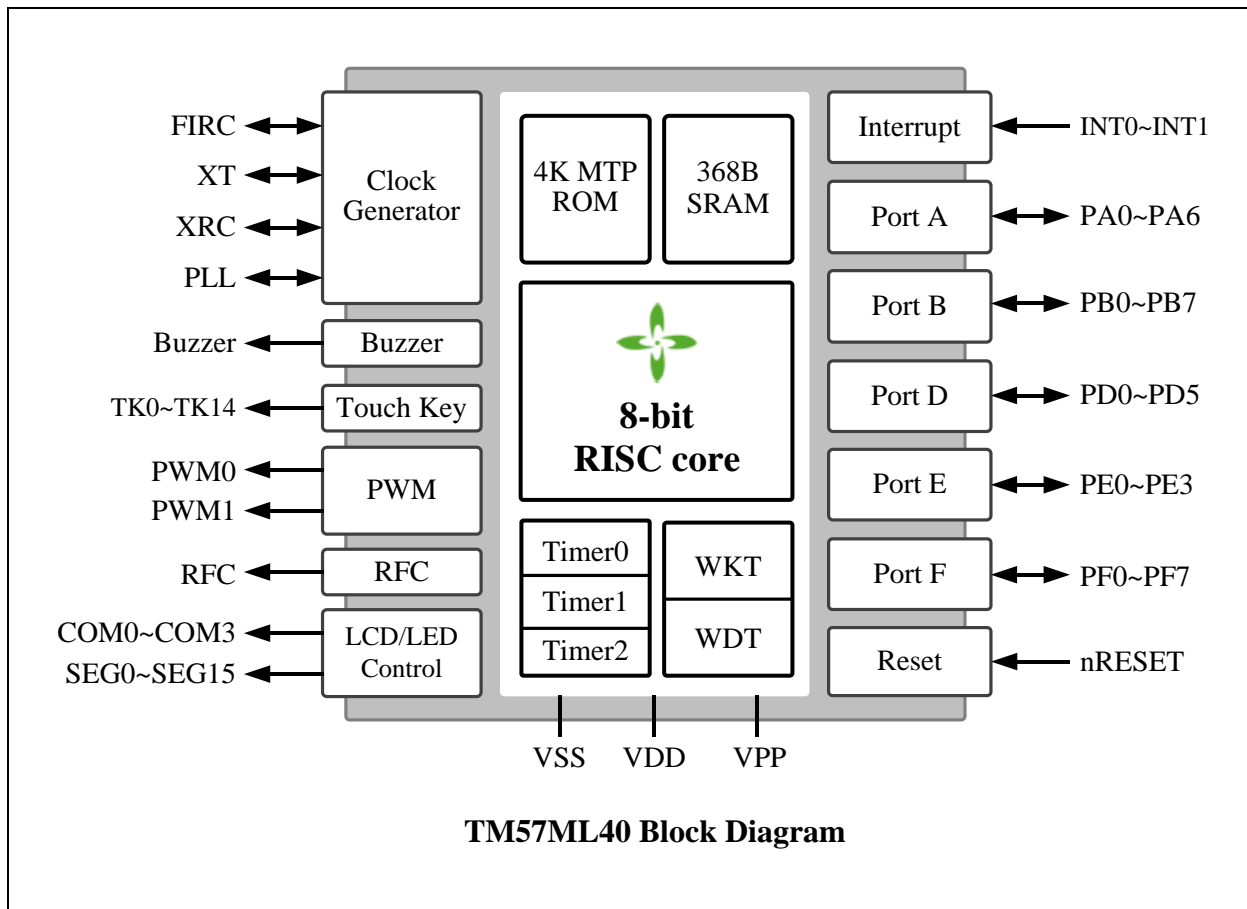 FIRC
XT
XRC
PLL
Clock
Generator
Buzzer
Buzzer
TK0~TK14
Touch Key
PWM0
PWM1
PWM
RFC
RFC
COM0~COM3
SEG0~SEG15
LCD/LED
Control
4K MTP
ROM
368B
SRAM
8-bit
RISC core
Timer0
Timer1
Timer2
WKT
WDT
Interrupt
INT0~INT1
Port A
PA0~PA6
Port B
PB0~PB7
Port D
PD0~PD5
Port E
PE0~PE3
Port F
PF0~PF7
Reset
nRESET
VSS
VDD
VPP
TM57ML40 Block Diagram